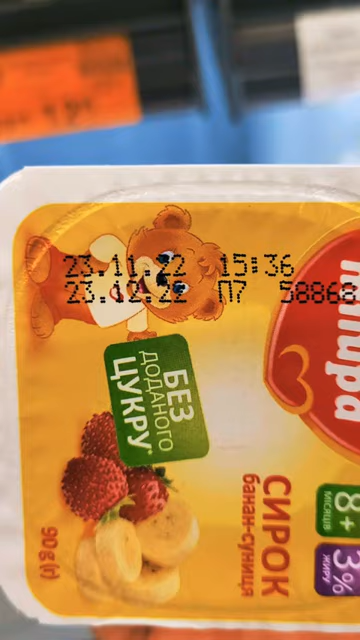 23.11.22 15:36
23.12.22 П7 58868
БЕЗ
ДОДАНОГО
ЦУКРУ
СИРОК
банан-суниця
8+
МІСЯЦІВ
3%
ЖИРУ
90 g (г)